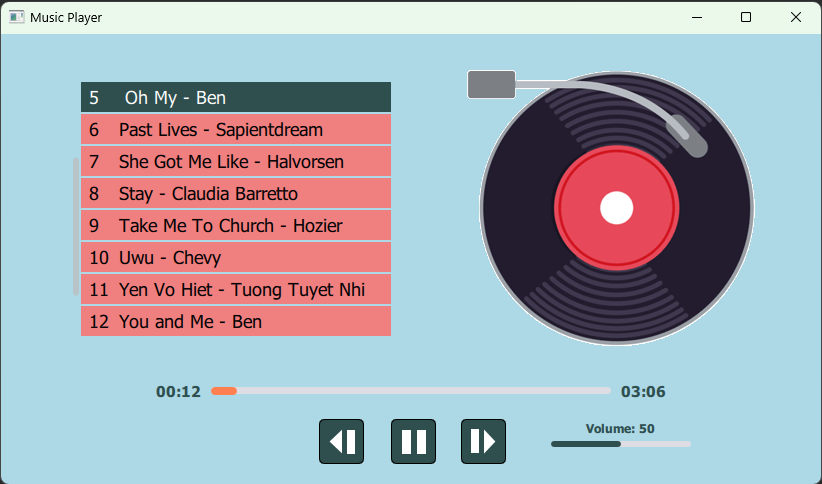 Music Player
5 Oh My - Ben
6 Past Lives - Sapientdream
7 She Got Me Like - Halvorsen
8 Stay - Claudia Barretto
9 Take Me To Church - Hozier
10 Uwu - Chevy
11 Yen Vo Hiet - Tuong Tuyet Nhi
12 You and Me - Ben
00:12 03:06
Volume: 50